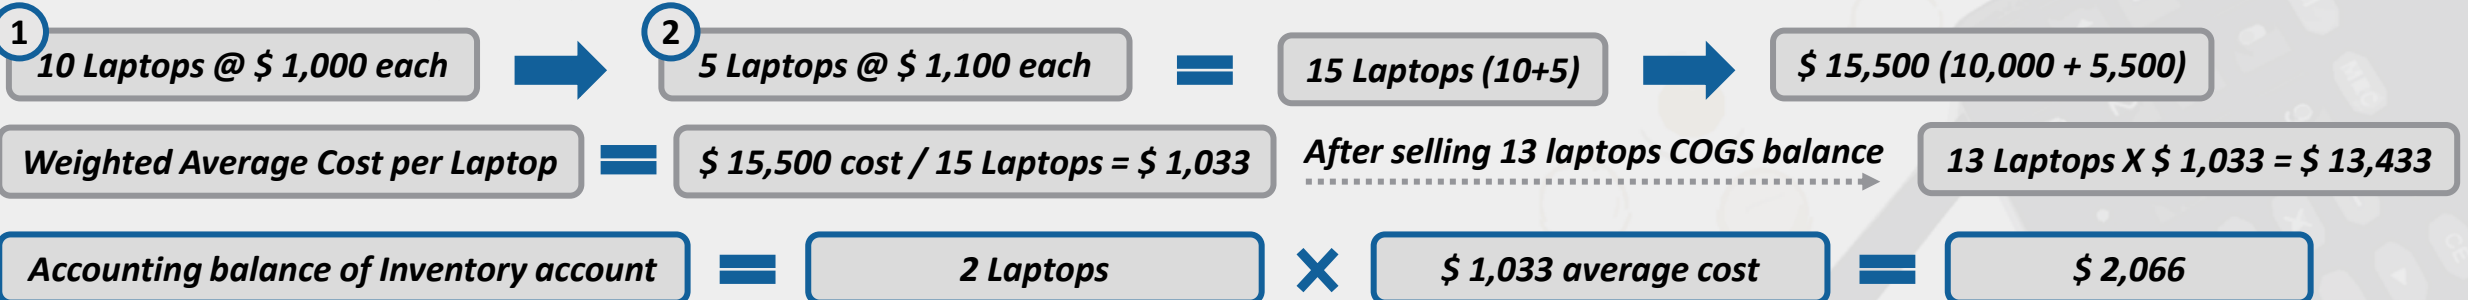 1
10 Laptops @ $ 1,000 each
2
5 Laptops @ $ 1,100 each
15 Laptops (10+5)
$ 15,500 (10,000 + 5,500)
Weighted Average Cost per Laptop
$ 15,500 cost / 15 Laptops = $ 1,033
After selling 13 laptops COGS balance
13 Laptops X $ 1,033 = $ 13,433
Accounting balance of Inventory account
2 Laptops
$ 1,033 average cost
$ 2,066